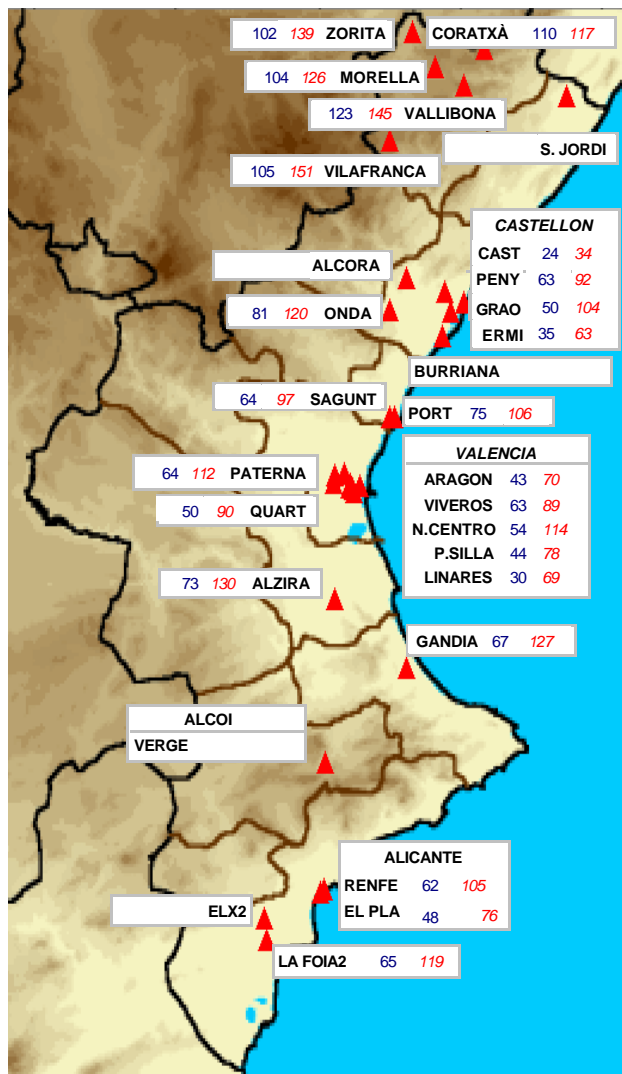 102 139 ZORITA
CORATXÀ 110 117
104 126 MORELLA
123 145 VALLIBONA
S. JORDI
105 151 VILAFRANCA
CASTELLON
CAST 24 34
PENY 63 92
GRAO 50 104
ERMI 35 63
ALCORA
81 120 ONDA
BURRIANA
64 97 SAGUNT
PORT 75 106
VALENCIA
ARAGON 43 70
VIVEROS 63 89
N.CENTRO 54 114
P.SILLA 44 78
LINARES 30 69
64 112 PATERNA
50 90 QUART
73 130 ALZIRA
GANDIA 67 127
ALCOI
VERGE
ALICANTE
RENFE 62 105
EL PLA 48 76
ELX2
LA FOIA2 65 119